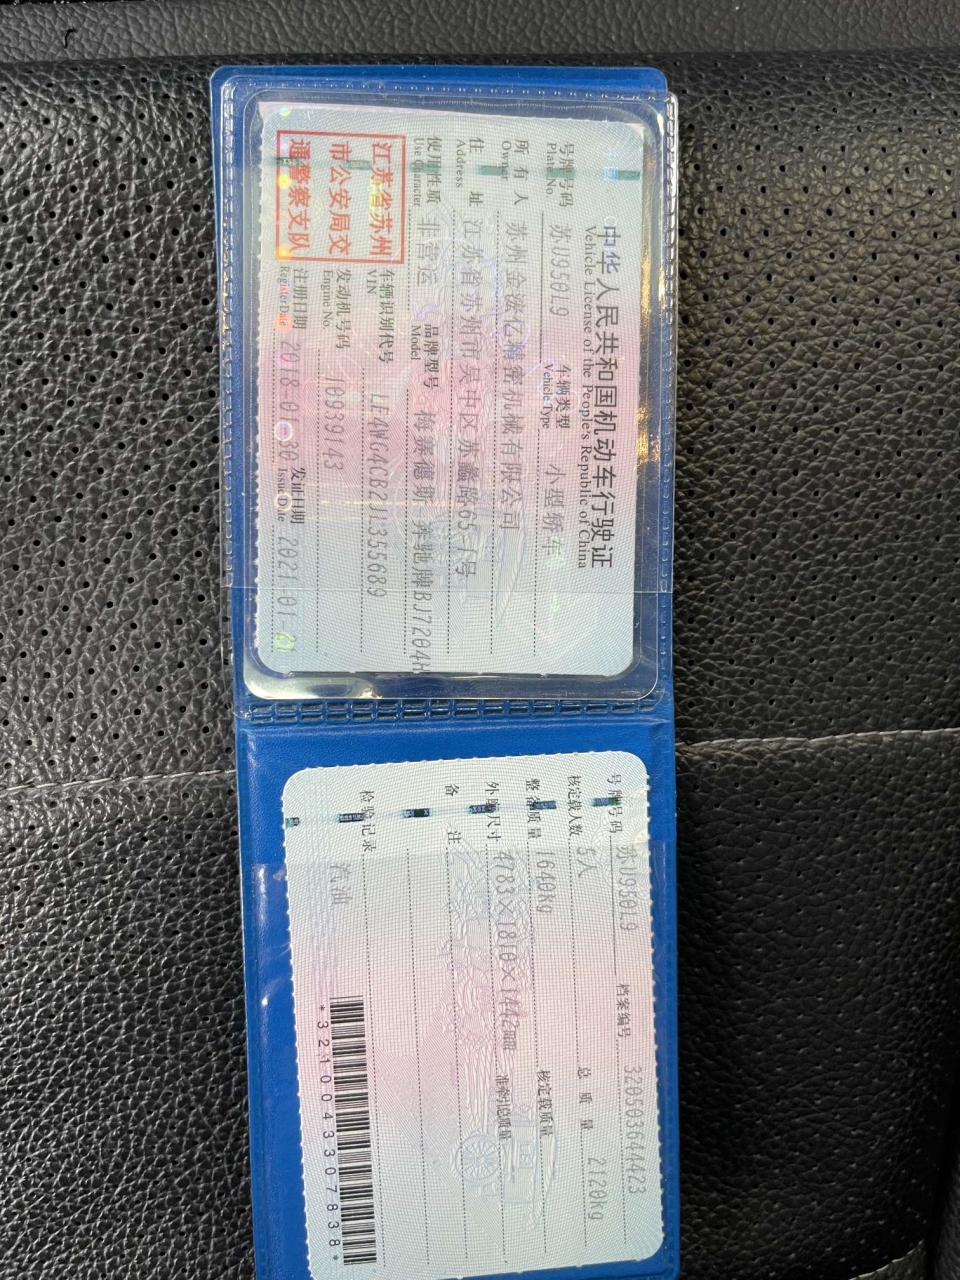 中华人民共和国机动车行驶证
Vehicle License of the People's Republic of China
号牌号码 苏U950L9 车辆类型 小型轿车
Plate No. Vehicle Type
所有人 苏州金淡亿精密机械有限公司
Owner
住址 江苏省苏州市吴中区苏蠡路65-1号
Address
使用性质 非营运 品牌型号 梅赛德斯-奔驰牌BJ7204H
Use Character Model
江苏省苏州
市公安局交
通警察支队
车辆识别代号 LE4WG4CB2JL355689
VIN
发动机号码 10939143
Engine No.
注册日期 2018-01-30 发证日期 2021-01-
Register Date Issue Date
号牌号码 苏U950L9 档案编号 320503644423
核定载人数 5人 总质量 2120kg
整备质量 1640kg 核定载质量
外廓尺寸 4783×1810×1442mm 准牵引总质量
备注
检验记录
汽油
*3210043307838*